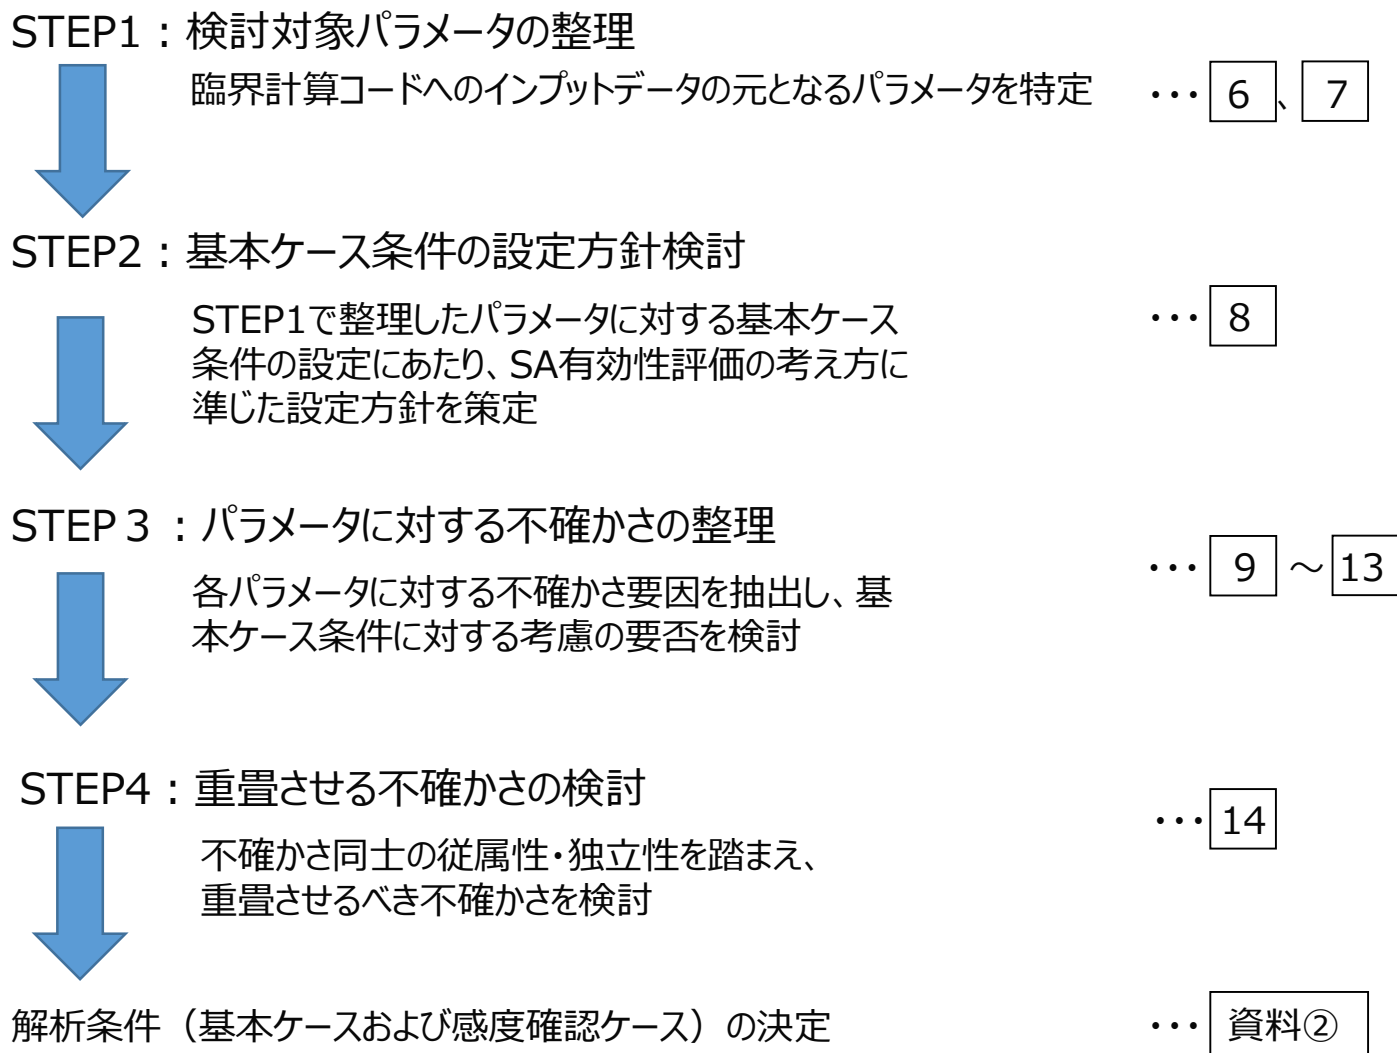 STEP1：検討対象パラメータの整理
臨界計算コードへのインプットデータの元となるパラメータを特定 ･･･ 6 、 7
STEP2：基本ケース条件の設定方針検討
STEP1で整理したパラメータに対する基本ケース ･･･ 8
条件の設定にあたり、SA有効性評価の考え方に
準じた設定方針を策定
STEP３：パラメータに対する不確かさの整理
･･･ 9 ～ 13
各パラメータに対する不確かさ要因を抽出し、基
本ケース条件に対する考慮の要否を検討
STEP4：重畳させる不確かさの検討
･･･ 14
不確かさ同士の従属性・独立性を踏まえ、
重畳させるべき不確かさを検討
解析条件（基本ケースおよび感度確認ケース）の決定 ･･･ 資料②